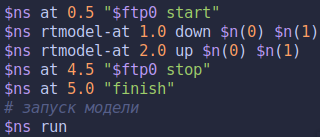 $ns at 0.5 "$ftp0 start"
$ns rtmodel-at 1.0 down $n(0) $n(1)
$ns rtmodel-at 2.0 up $n(0) $n(1)
$ns at 4.5 "$ftp0 stop"
$ns at 5.0 "finish"
# запуск модели
$ns run